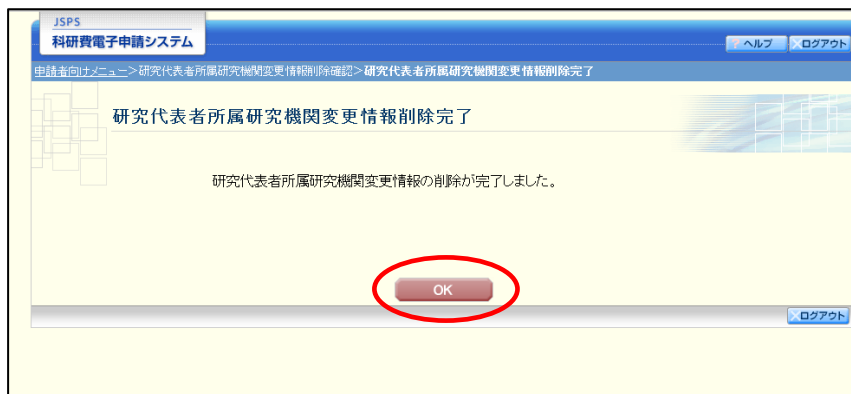 JSPS
科研費電子申請システム
? ヘルプ ×ログアウト
申請者向けメニュー>研究代表者所属研究機関変更情報削除確認>研究代表者所属研究機関変更情報削除完了
研究代表者所属研究機関変更情報削除完了
研究代表者所属研究機関変更情報の削除が完了しました。
OK
×ログアウト